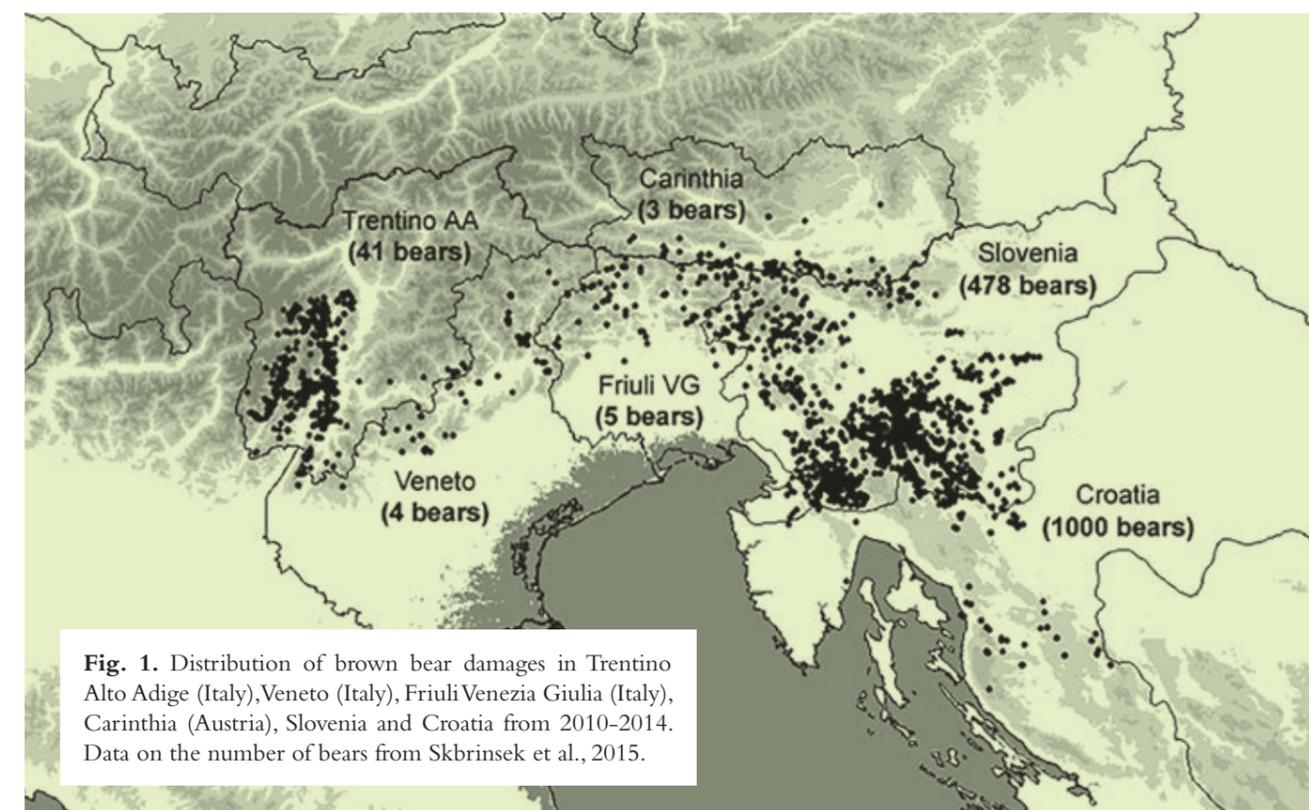 Carinthia
(3 bears)
Trentino AA
(41 bears)
Slovenia
(478 bears)
Friuli VG
(5 bears)
Veneto
(4 bears)
Croatia
(1000 bears)
Fig. 1. Distribution of brown bear damages in Trentino
Alto Adige (Italy),Veneto (Italy), FriuliVenezia Giulia (Italy),
Carinthia (Austria), Slovenia and Croatia from 2010-2014.
Data on the number of bears from Skbrinsek et al., 2015.